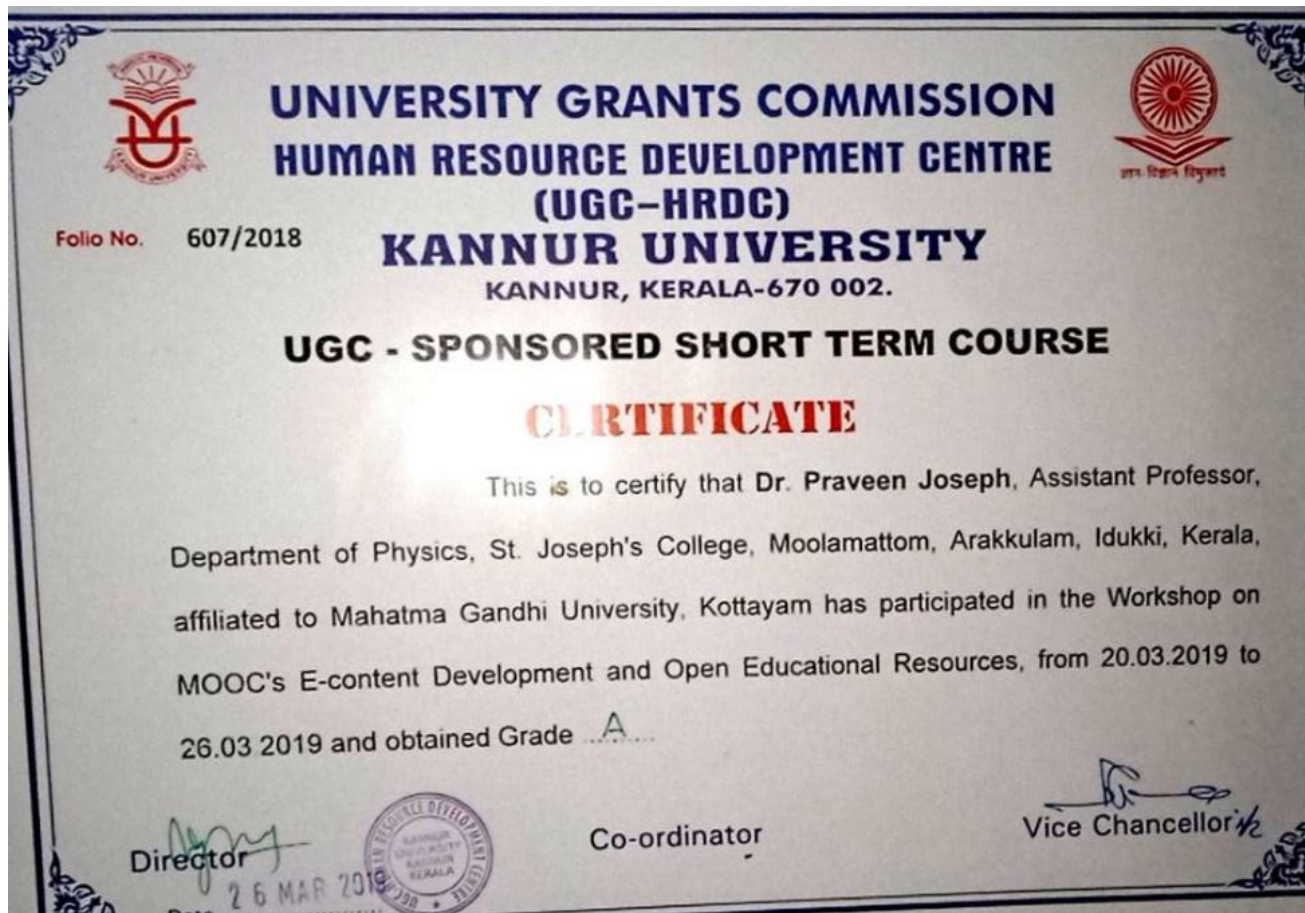 UNIVERSITY GRANTS COMMISSION
HUMAN RESOURCE DEVELOPMENT CENTRE
(UGC-HRDC)
Folio No. 607/2018
KANNUR UNIVERSITY
KANNUR, KERALA-670 002.
UGC - SPONSORED SHORT TERM COURSE
CERTIFICATE
This is to certify that Dr. Praveen Joseph, Assistant Professor,
Department of Physics, St. Joseph's College, Moolamattom, Arakkulam, Idukki, Kerala,
affiliated to Mahatma Gandhi University, Kottayam has participated in the Workshop on
MOOC's E-content Development and Open Educational Resources, from 20.03.2019 to
26.03 2019 and obtained Grade ...A....
Director
Co-ordinator
Vice Chancellor
KANNUR UNIVERSITY
KERALA
26 MAR 2019